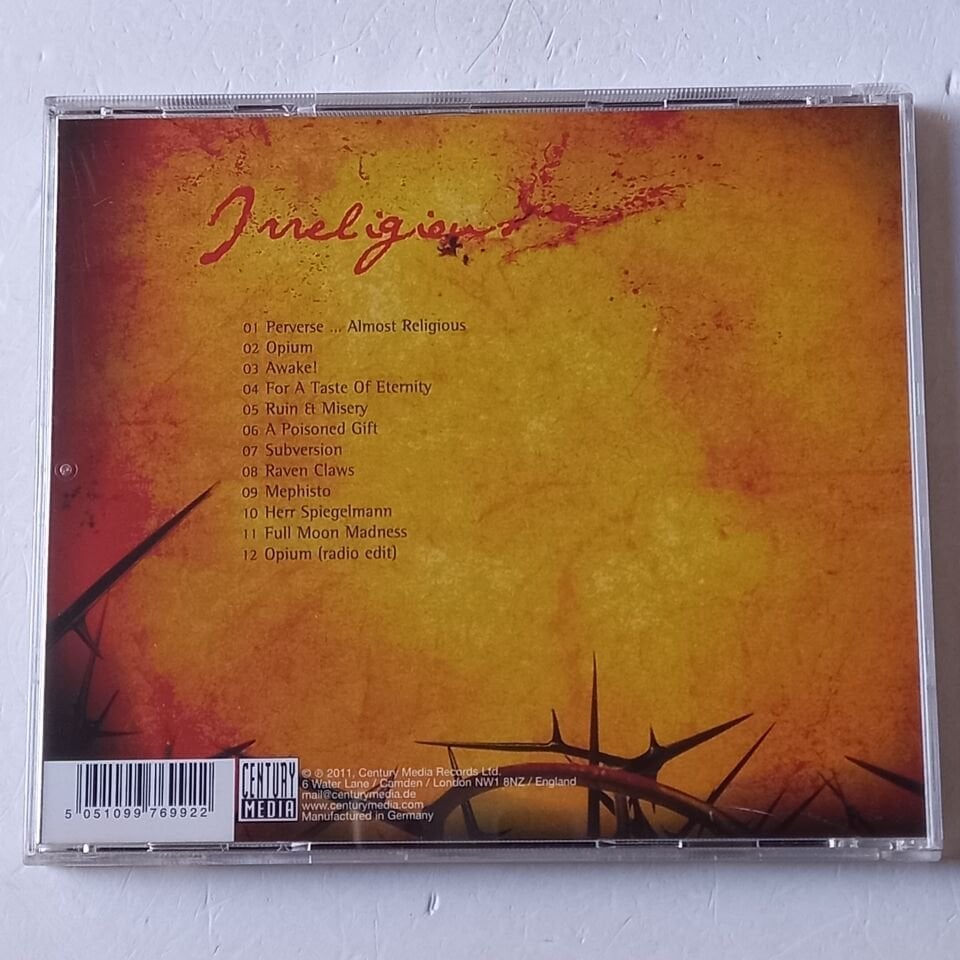 Irreligious
01 Perverse ... Almost Religious
02 Opium
03 Awake!
04 For A Taste Of Eternity
05 Ruin & Misery
06 A Poisoned Gift
07 Subversion
08 Raven Claws
09 Mephisto
10 Herr Spiegelmann
11 Full Moon Madness
12 Opium (radio edit)
5 051099 769922
CENTURY
MEDIA
© ℗ 2011, Century Media Records Ltd.
6 Water Lane / Camden / London NW1 8NZ / England
mail@centurymedia.de
www.centurymedia.com
Manufactured in Germany